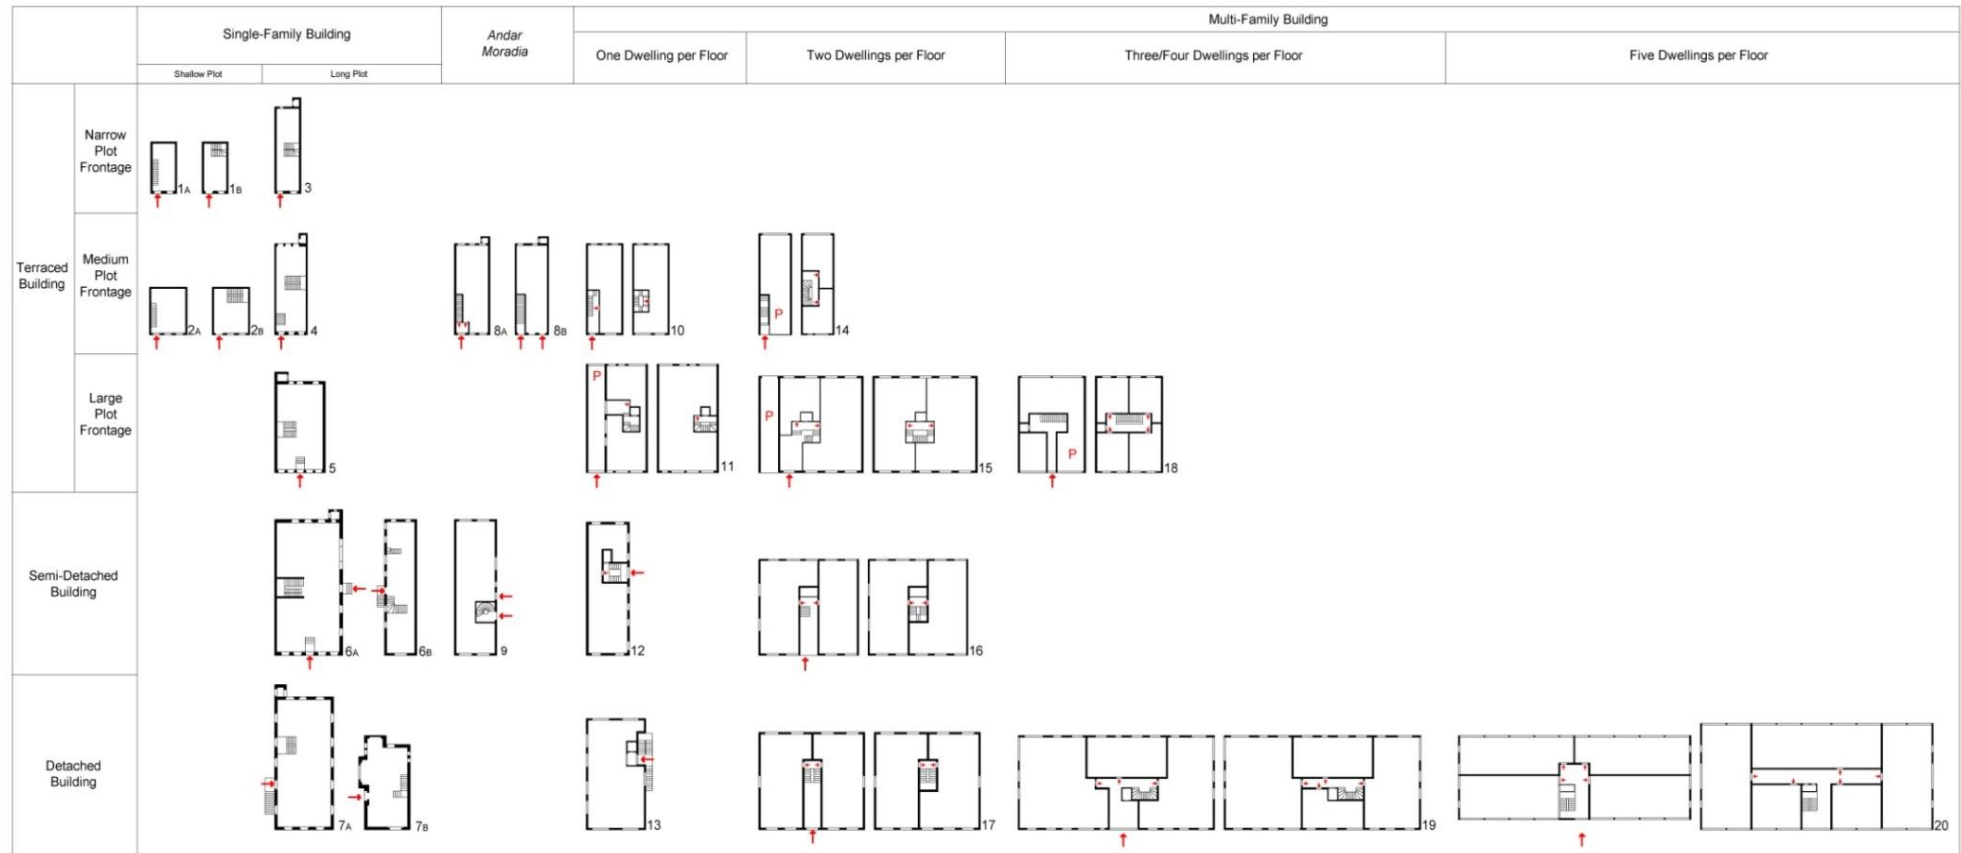 Single-Family Building
Andar
Moradia
Multi-Family Building
One Dwelling per Floor
Two Dwellings per Floor
Three/Four Dwellings per Floor
Five Dwellings per Floor
Shallow Plot
Long Plot
Terraced
Building
Narrow
Plot
Frontage
1A
1B
3
Medium
Plot
Frontage
2A
2B
4
8A
8B
10
P
14
Large
Plot
Frontage
5
P
11
P
15
P
18
Semi-Detached
Building
6A
6B
9
12
16
Detached
Building
7A
7B
13
17
19
20